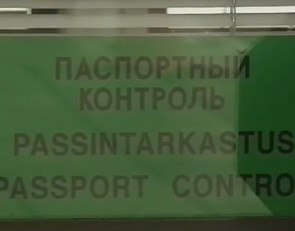 ПАСПОРТНЫЙ
КОНТРОЛЬ
PASSINTARKASTUS
PASSPORT CONTRO